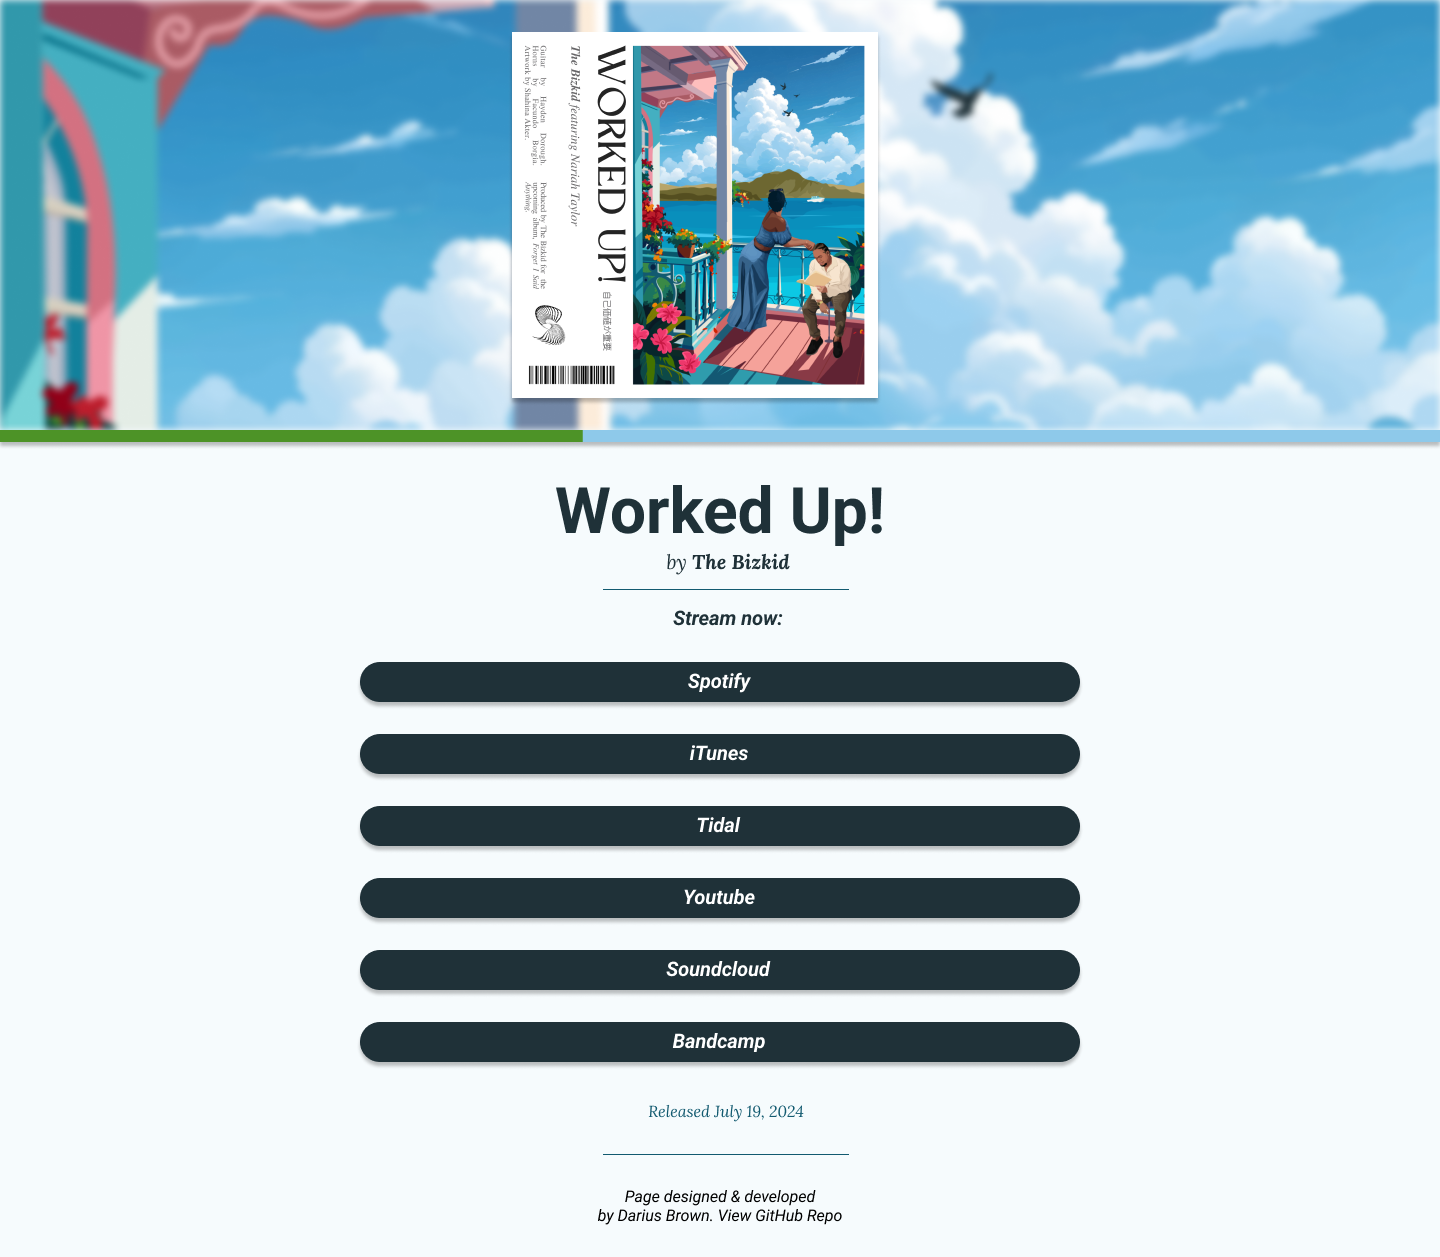 WORKED UP! 自己価値が重要
The Bizkid featuring Nariah Taylor
Guitar by Hayden Dorough.
Horns by Facundo Borgia.
Artwork by Shahina Akter.
Produced by The Bizkid for the
upcoming album, Forget I Said
Anything.
Worked Up!
by The Bizkid
Stream now:
Spotify
iTunes
Tidal
Youtube
Soundcloud
Bandcamp
Released July 19, 2024
Page designed & developed
by Darius Brown. View GitHub Repo